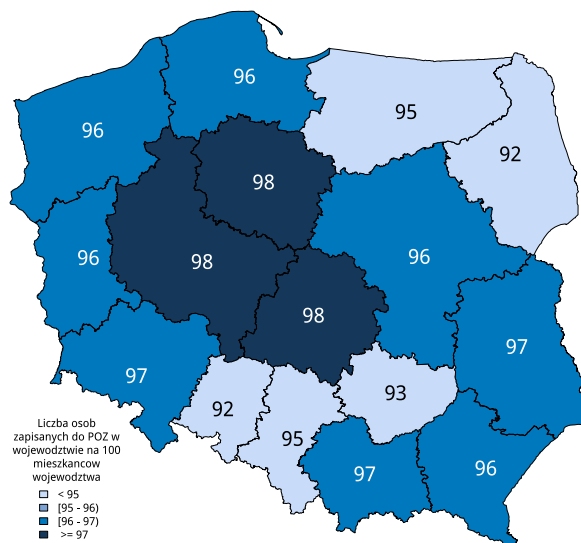 96
95
96
92
98
96
98
96
98
97
97
93
92
95
97
96
Liczba osob
zapisanych do POZ w
wojewodztwie na 100
mieszkancow
wojewodztwa
< 95
[95 - 96)
[96 - 97)
>= 97